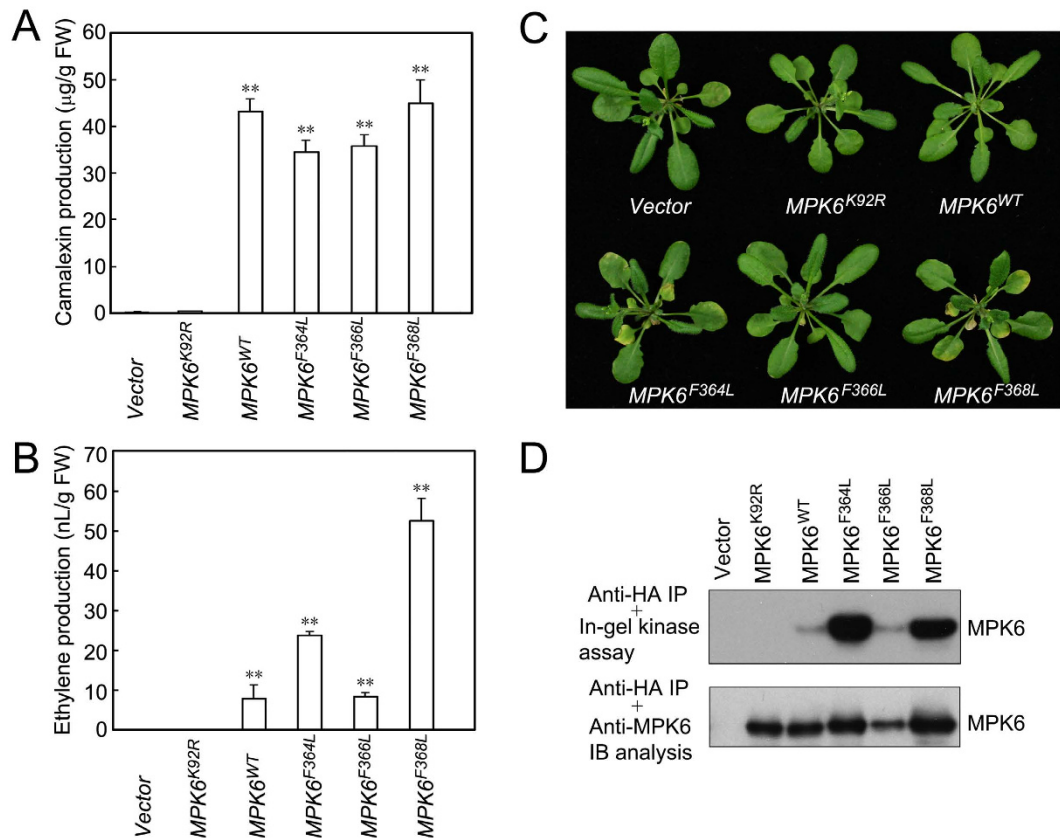 A
Camalexin production (µg/g FW)
60
50
40
30
20
10
0
**
**
**
**
Vector
MPK6K92R
MPK6WT
MPK6F364L
MPK6F366L
MPK6F368L
B
Ethylene production (nL/g FW)
70
60
50
40
30
20
10
0
**
**
**
**
Vector
MPK6K92R
MPK6WT
MPK6F364L
MPK6F366L
MPK6F368L
C
Vector
MPK6K92R
MPK6WT
MPK6F364L
MPK6F366L
MPK6F368L
D
Vector
MPK6K92R
MPK6WT
MPK6F364L
MPK6F366L
MPK6F368L
Anti-HA IP
+
In-gel kinase
assay
MPK6
Anti-HA IP
+
Anti-MPK6
IB analysis
MPK6